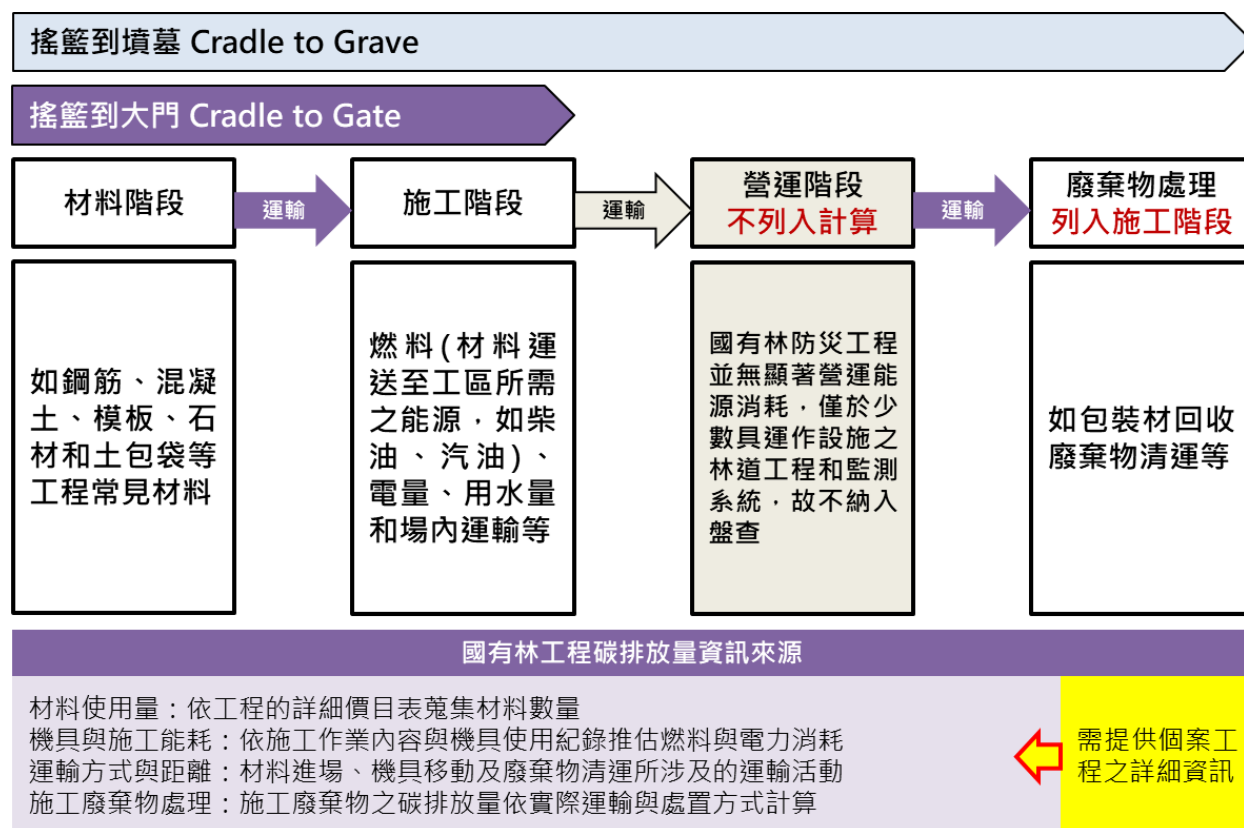 搖籃到墳墓 Cradle to Grave
搖籃到大門 Cradle to Gate
材料階段
運輸
施工階段
運輸
營運階段
不列入計算
運輸
廢棄物處理
列入施工階段
如鋼筋、混凝
土、模板、石
材和土包袋等
工程常見材料
燃料(材料運
送至工區所需
之能源，如柴
油、汽油)、
電量、用水量
和場內運輸等
國有林防災工程
並無顯著營運能
源消耗，僅於少
數具運作設施之
林道工程和監測
系統，故不納入
盤查
如包裝材回收
廢棄物清運等
國有林工程碳排放量資訊來源
材料使用量：依工程的詳細價目表蒐集材料數量
機具與施工能耗：依施工作業內容與機具使用紀錄推估燃料與電力消耗
運輸方式與距離：材料進場、機具移動及廢棄物清運所涉及的運輸活動
施工廢棄物處理：施工廢棄物之碳排放量依實際運輸與處置方式計算
需提供個案工
程之詳細資訊